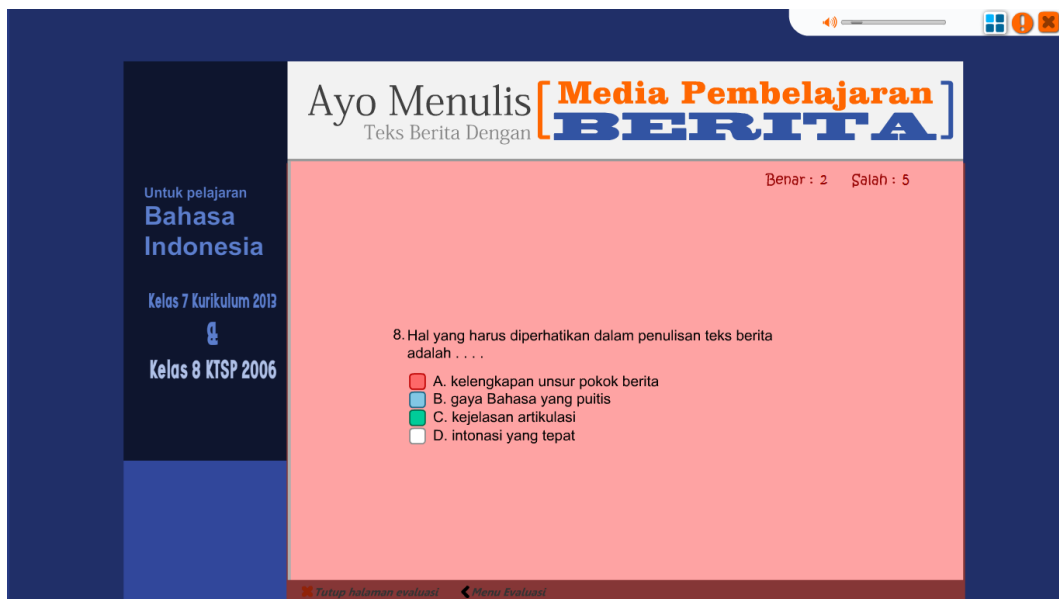 Ayo Menulis
Teks Berita Dengan
Media Pembelajaran
BERITA
Benar : 2 Salah : 5
Untuk pelajaran
Bahasa
Indonesia
Kelas 7 Kurikulum 2013
&
Kelas 8 KTSP 2006
8. Hal yang harus diperhatikan dalam penulisan teks berita
adalah . . . .
A. kelengkapan unsur pokok berita
B. gaya Bahasa yang puitis
C. kejelasan artikulasi
D. intonasi yang tepat
Tutup halaman evaluasi Menu Evaluasi